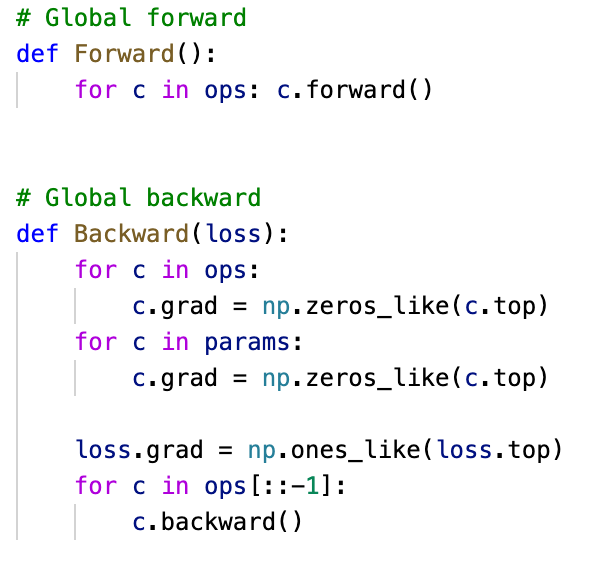 # Global forward
def Forward():
    for c in ops: c.forward()
# Global backward
def Backward(loss):
    for c in ops:
        c.grad = np.zeros_like(c.top)
    for c in params:
        c.grad = np.zeros_like(c.top)
    loss.grad = np.ones_like(loss.top)
    for c in ops[::-1]:
        c.backward()